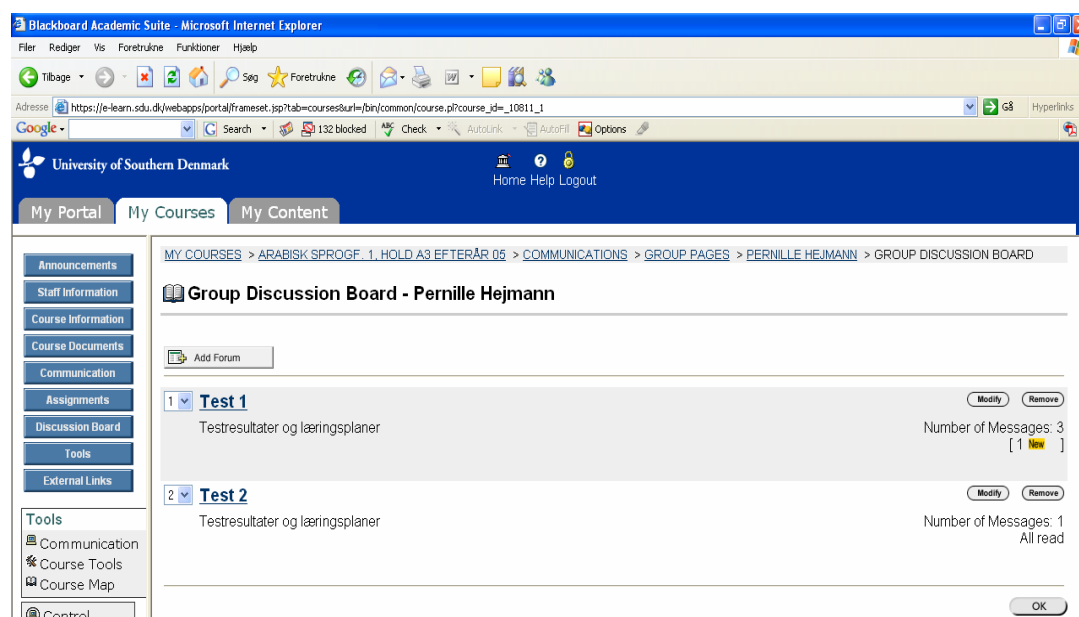 Blackboard Academic Suite - Microsoft Internet Explorer
Filer Rediger Vis Foretrukne Funktioner Hjælp
Tilbage Søg Foretrukne
Adresse https://e-learn.sdu.dk/webapps/portal/frameset.jsp?tab=courses&url=/bin/common/course.pl?course_id=_10811_1 Gå Hyperlinks
Google Search 132 blocked Check AutoLink AutoFill Options
University of Southern Denmark
Home Help Logout
My Portal My Courses My Content
MY COURSES > ARABISK SPROGF. 1, HOLD A3 EFTERÅR 05 > COMMUNICATIONS > GROUP PAGES > PERNILLE HEJMANN > GROUP DISCUSSION BOARD
Announcements
Staff Information
Course Information
Course Documents
Communication
Assignments
Discussion Board
Tools
External Links
Tools
Communication
Course Tools
Course Map
Control
Group Discussion Board - Pernille Hejmann
Add Forum
1 Test 1 Modify Remove
Testresultater og læringsplaner Number of Messages: 3
[ 1 New ]
2 Test 2 Modify Remove
Testresultater og læringsplaner Number of Messages: 1
All read
OK